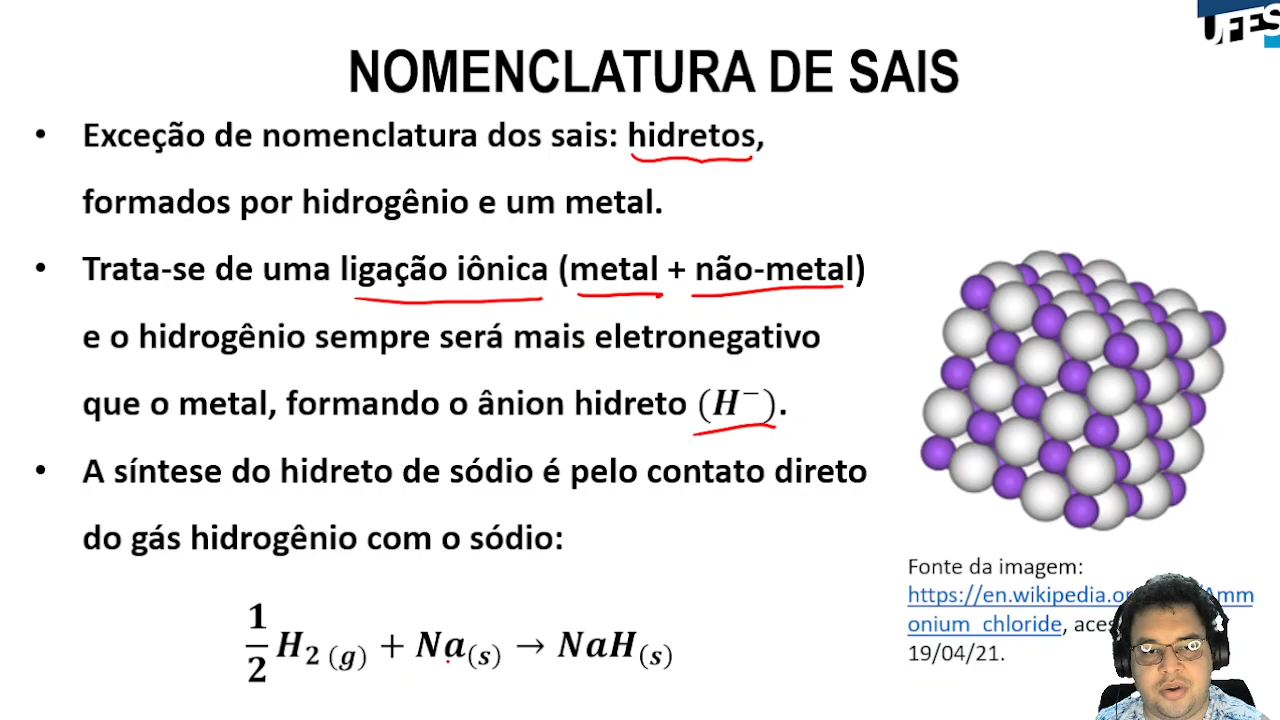 UFES
NOMENCLATURA DE SAIS
• Exceção de nomenclatura dos sais: hidretos,
formados por hidrogênio e um metal.
• Trata-se de uma ligação iônica (metal + não-metal)
e o hidrogênio sempre será mais eletronegativo
que o metal, formando o ânion hidreto (H⁻).
• A síntese do hidreto de sódio é pelo contato direto
do gás hidrogênio com o sódio:
1/2 H₂ (g) + Na(s) → NaH(s)
Fonte da imagem:
https://en.wikipedia.or
onium_chloride,
19/04/21.